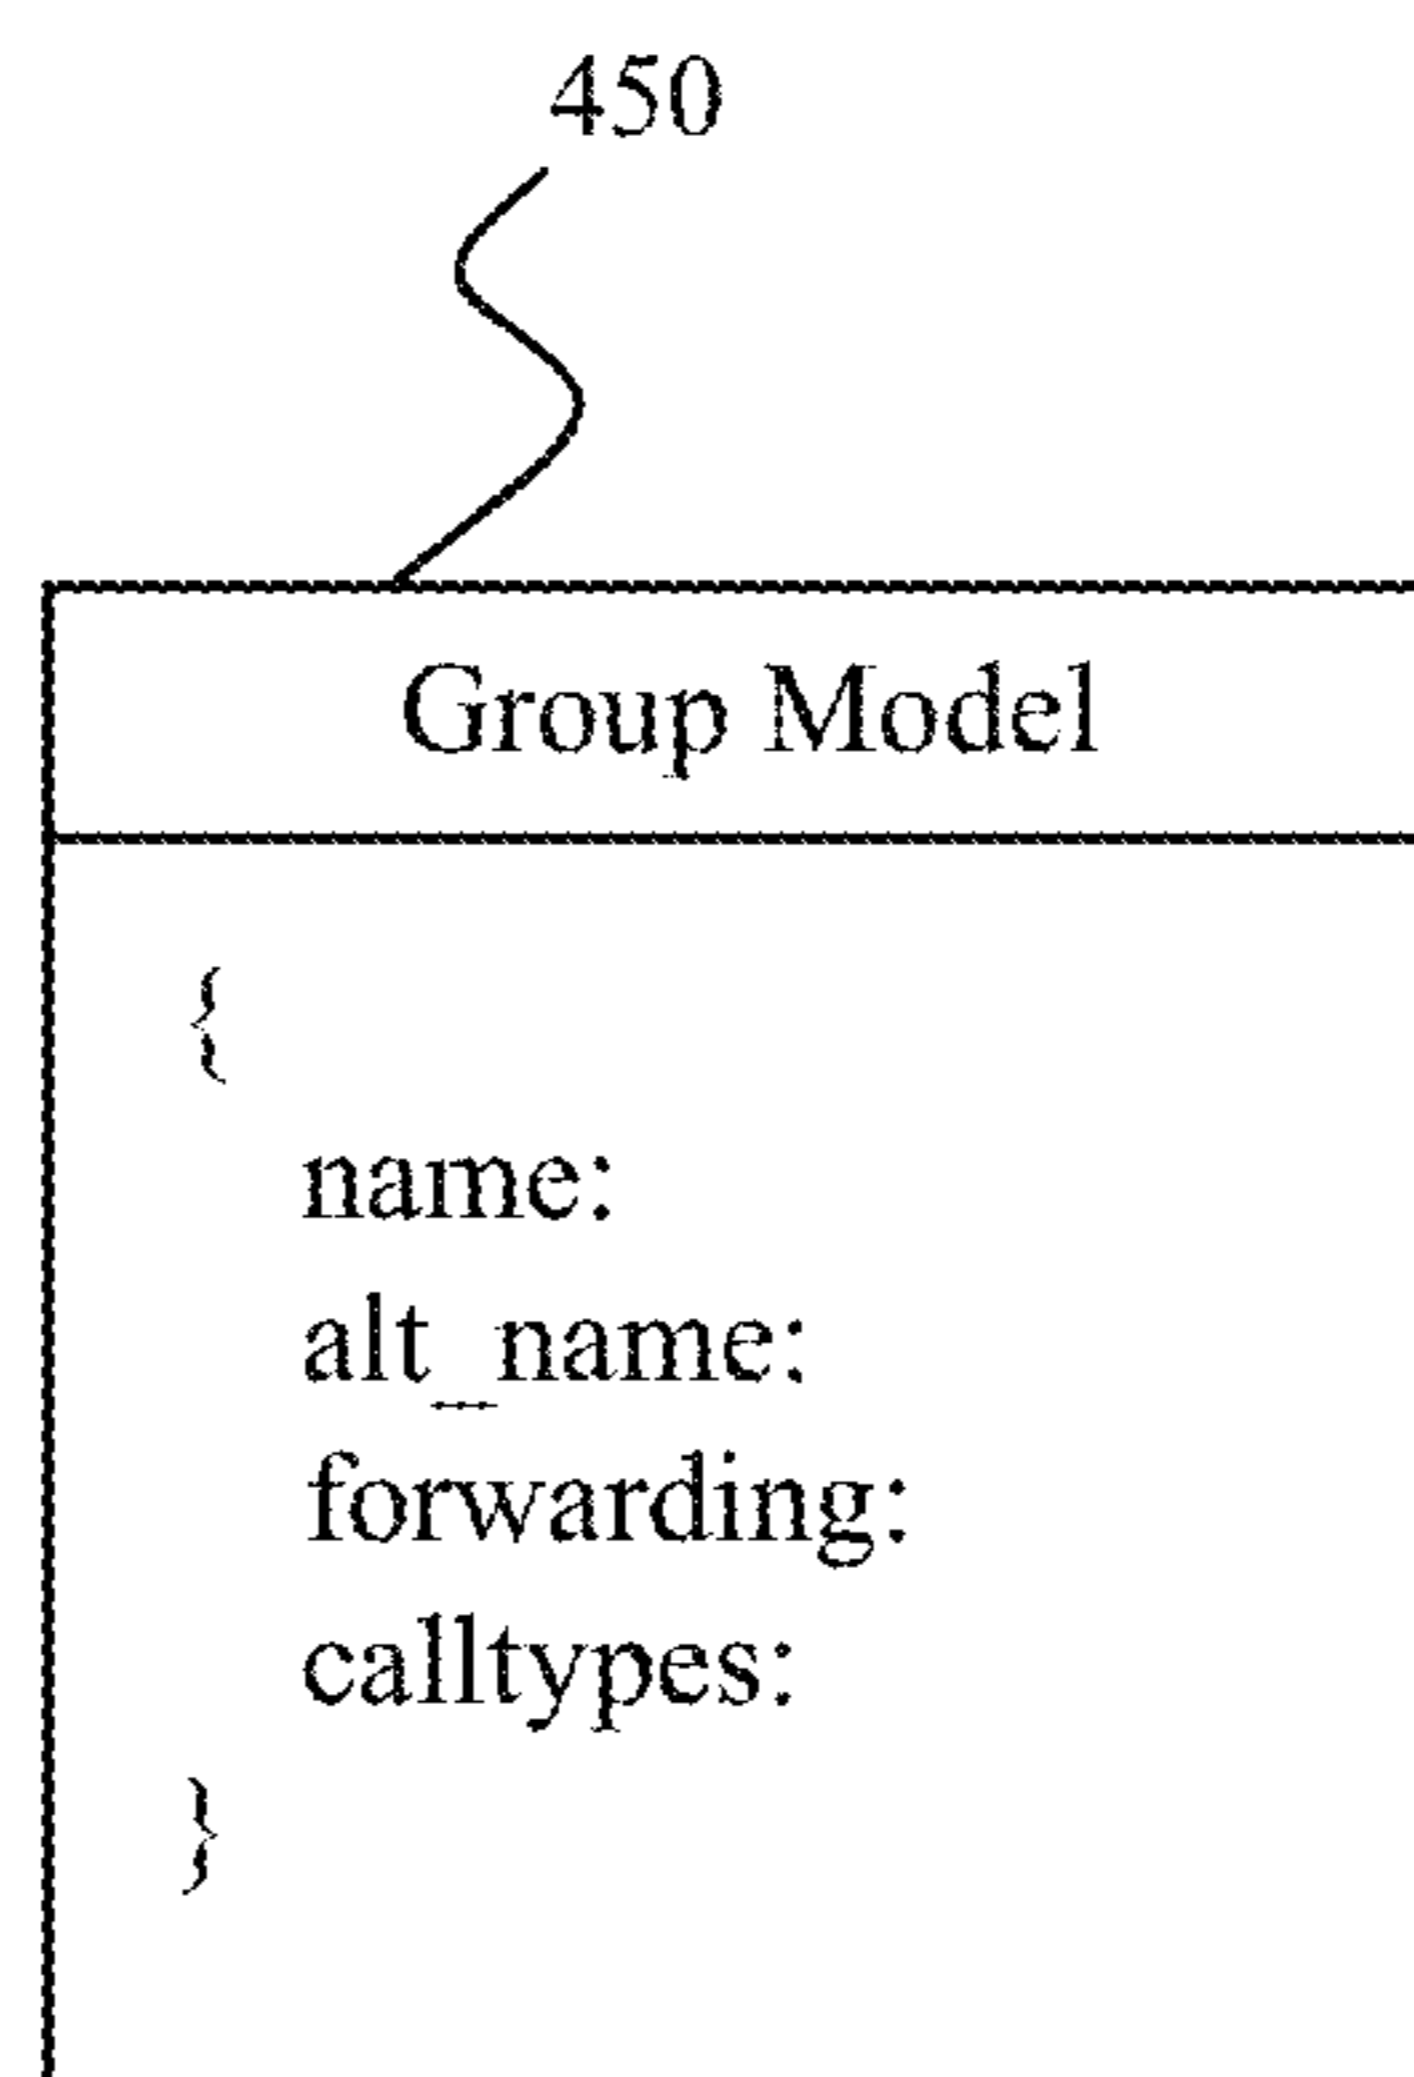 450
Group Model
{
name:
alt_name:
forwarding:
calltypes:
}